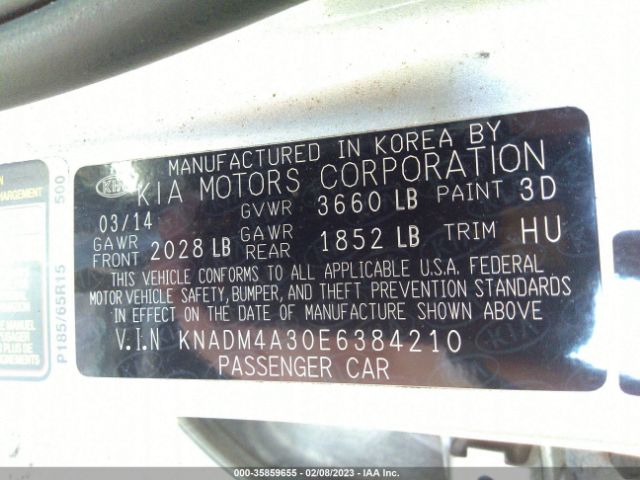 MANUFACTURED IN KOREA BY
KIA KIA MOTORS CORPORATION
03/14 GVWR 3660 LB PAINT 3D
GAWR FRONT 2028 LB GAWR REAR 1852 LB TRIM HU
THIS VEHICLE CONFORMS TO ALL APPLICABLE U.S.A. FEDERAL
MOTOR VEHICLE SAFETY, BUMPER, AND THEFT PREVENTION STANDARDS
IN EFFECT ON THE DATE OF MANUFACTURE SHOWN ABOVE
V.I.N KNADM4A30E6384210
PASSENGER CAR
P185/65R15 500
000-35859655 - 02/08/2023 - IAA Inc.